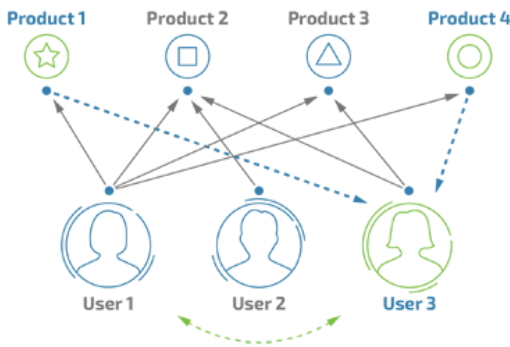 Product 1
Product 2
Product 3
Product 4
User 1
User 2
User 3